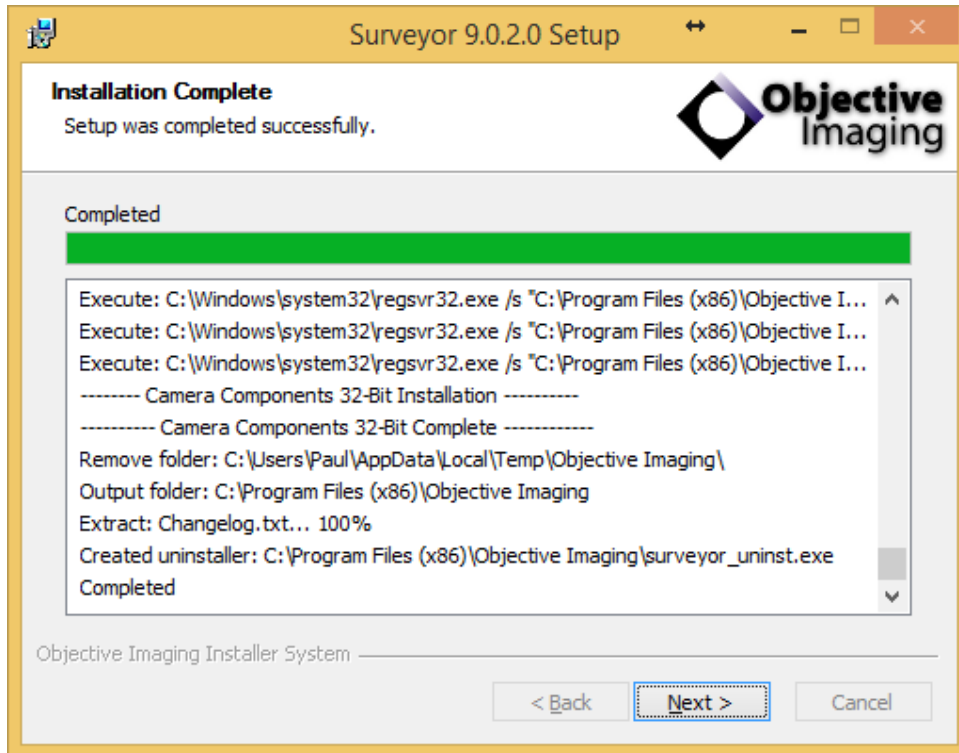 Surveyor 9.0.2.0 Setup
Installation Complete
Setup was completed successfully.
Objective
Imaging
Completed
Execute: C:\Windows\system32\regsvr32.exe /s "C:\Program Files (x86)\Objective I...
Execute: C:\Windows\system32\regsvr32.exe /s "C:\Program Files (x86)\Objective I...
Execute: C:\Windows\system32\regsvr32.exe /s "C:\Program Files (x86)\Objective I...
-------- Camera Components 32-Bit Installation ----------
---------- Camera Components 32-Bit Complete ------------
Remove folder: C:\Users\Paul\AppData\Local\Temp\Objective Imaging\
Output folder: C:\Program Files (x86)\Objective Imaging
Extract: Changelog.txt... 100%
Created uninstaller: C:\Program Files (x86)\Objective Imaging\surveyor_uninst.exe
Completed
Objective Imaging Installer System
< Back Next > Cancel